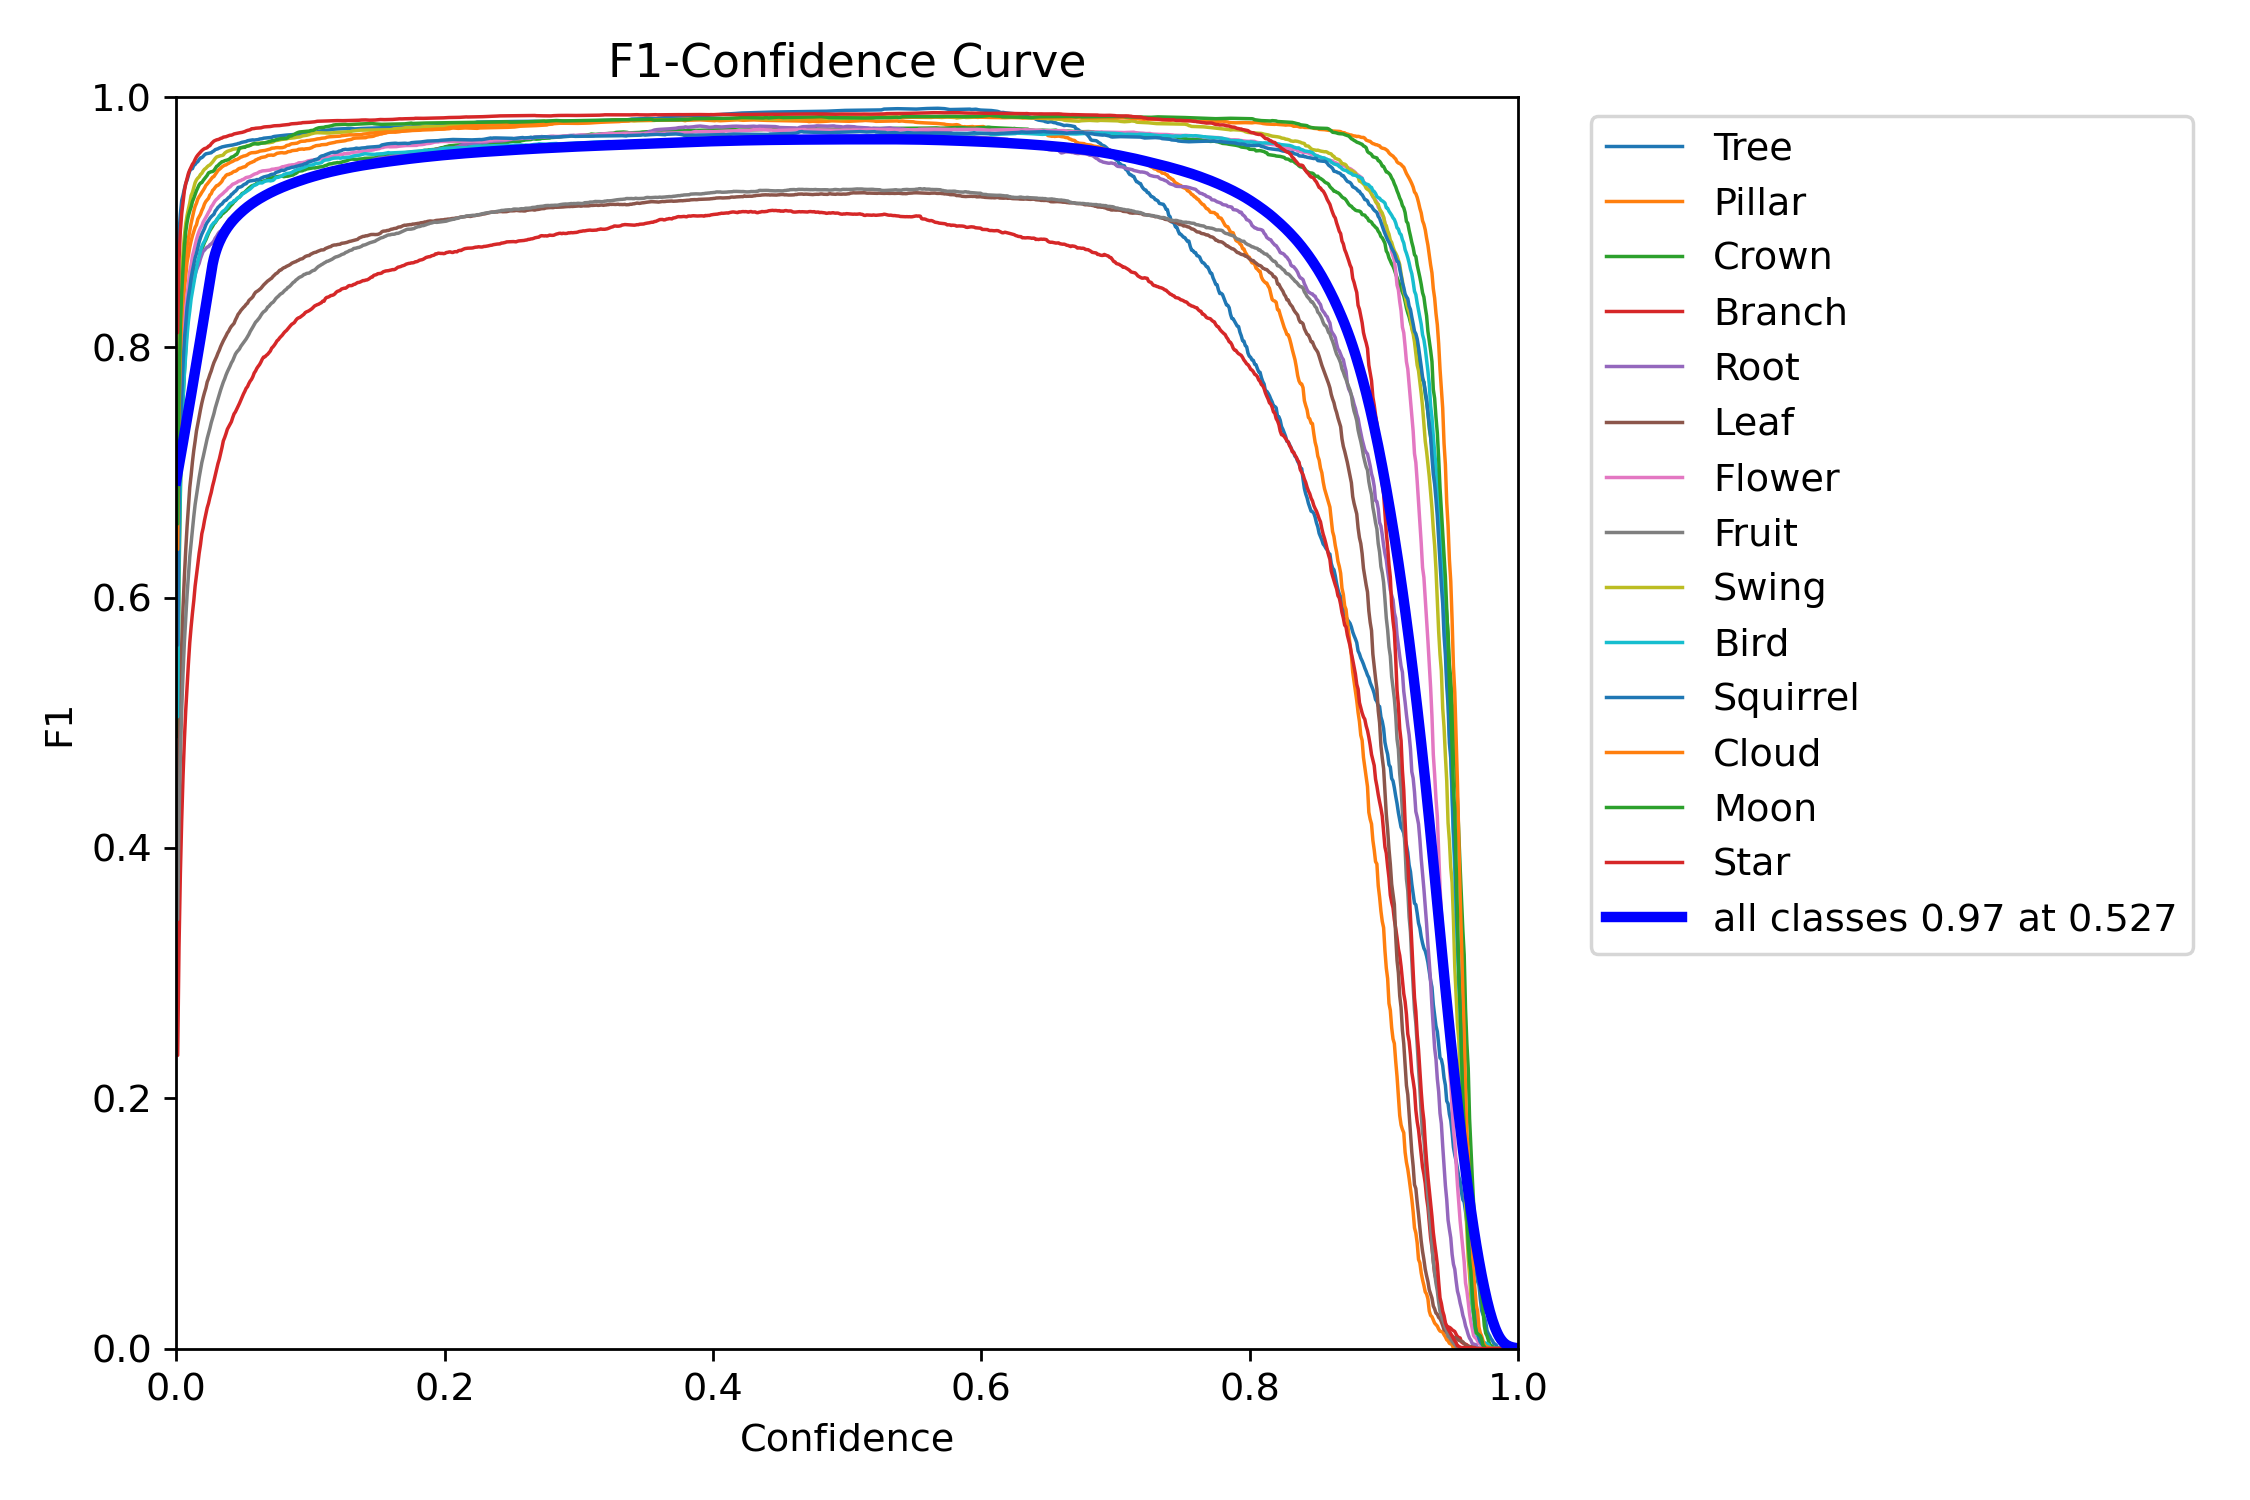 F1-Confidence Curve
1.0
0.8
0.6
0.4
0.2
0.0
F1
0.0 0.2 0.4 0.6 0.8 1.0
Confidence
Tree
Pillar
Crown
Branch
Root
Leaf
Flower
Fruit
Swing
Bird
Squirrel
Cloud
Moon
Star
all classes 0.97 at 0.527